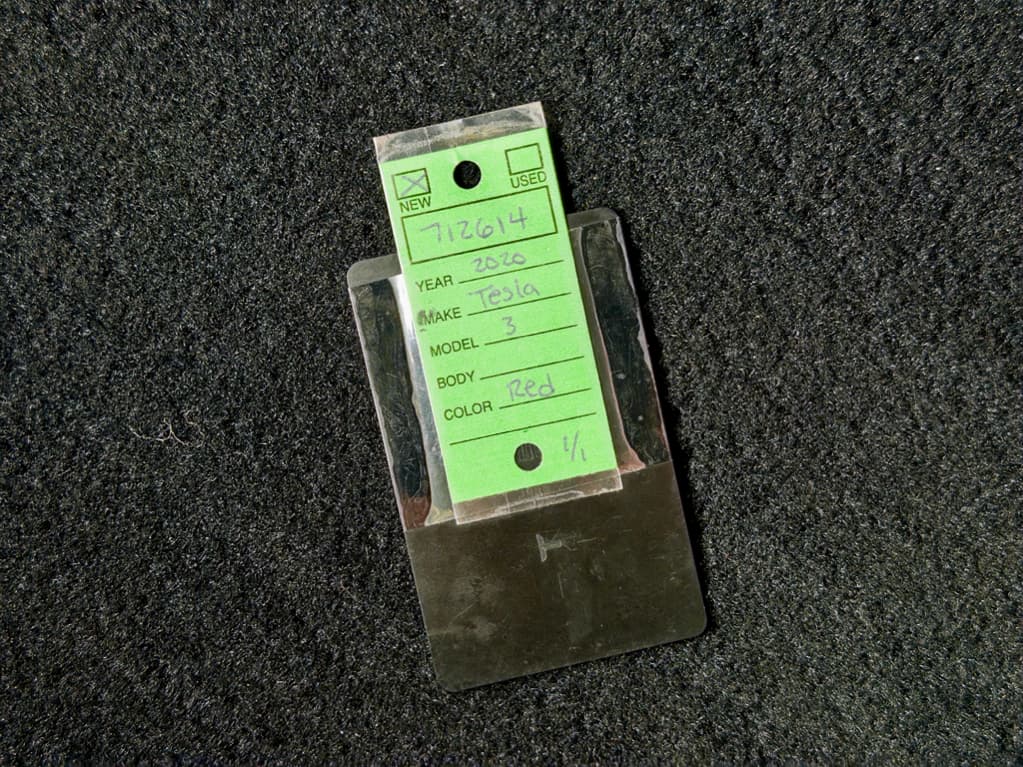 NEW USED
712614
YEAR 2020
MAKE Tesla
MODEL 3
BODY
COLOR Red
1/1